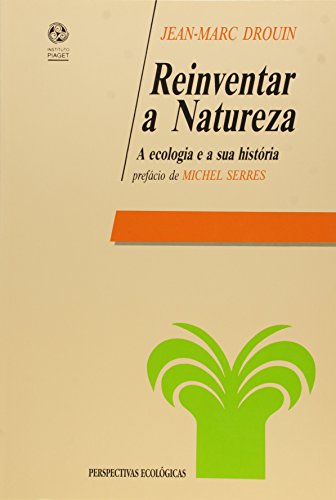 INSTITUTO
PIAGET
JEAN-MARC DROUIN
Reinventar
a Natureza
A ecologia e a sua história
prefácio de MICHEL SERRES
PERSPECTIVAS ECOLÓGICAS